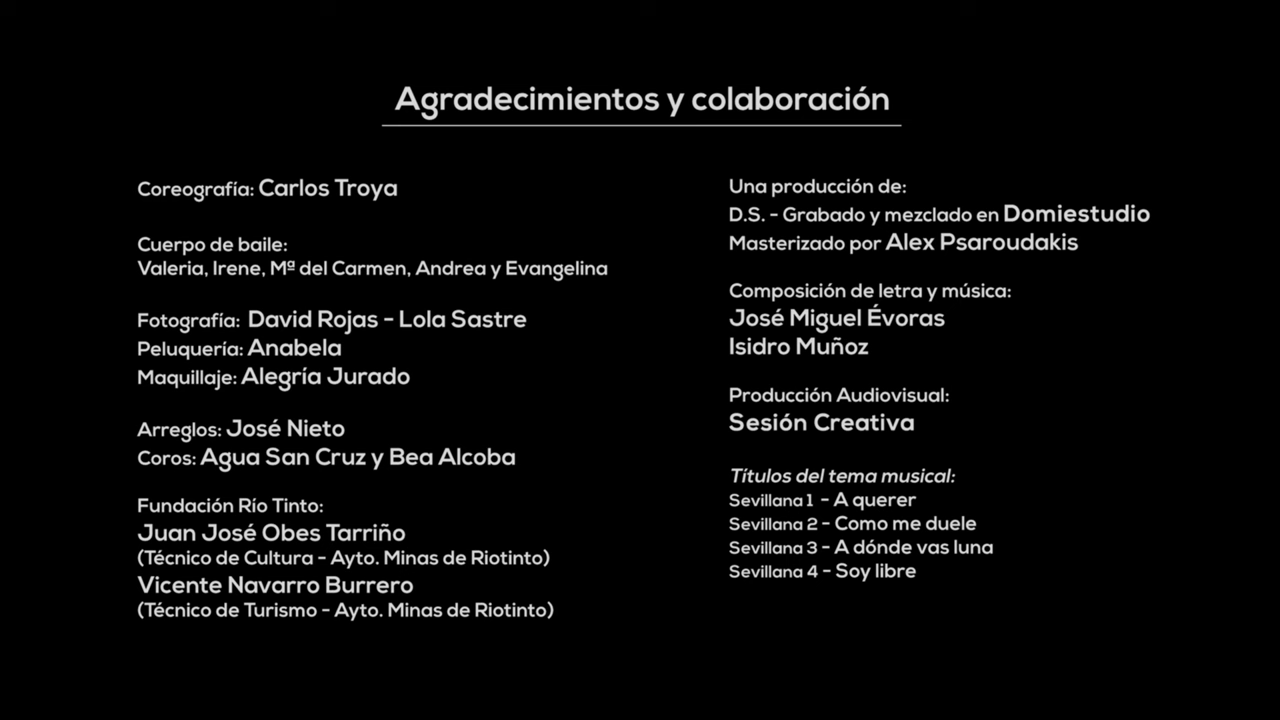 Agradecimientos y colaboración
Coreografía: Carlos Troya
Cuerpo de baile:
Valeria, Irene, Mª del Carmen, Andrea y Evangelina
Fotografía: David Rojas - Lola Sastre
Peluquería: Anabela
Maquillaje: Alegría Jurado
Arreglos: José Nieto
Coros: Agua San Cruz y Bea Alcoba
Fundación Río Tinto:
Juan José Obes Tarriño
(Técnico de Cultura - Ayto. Minas de Riotinto)
Vicente Navarro Burrero
(Técnico de Turismo - Ayto. Minas de Riotinto)
Una producción de:
D.S. - Grabado y mezclado en Domiestudio
Masterizado por Alex Psaroudakis
Composición de letra y música:
José Miguel Évoras
Isidro Muñoz
Producción Audiovisual:
Sesión Creativa
Títulos del tema musical:
Sevillana 1 - A querer
Sevillana 2 - Como me duele
Sevillana 3 - A dónde vas luna
Sevillana 4 - Soy libre